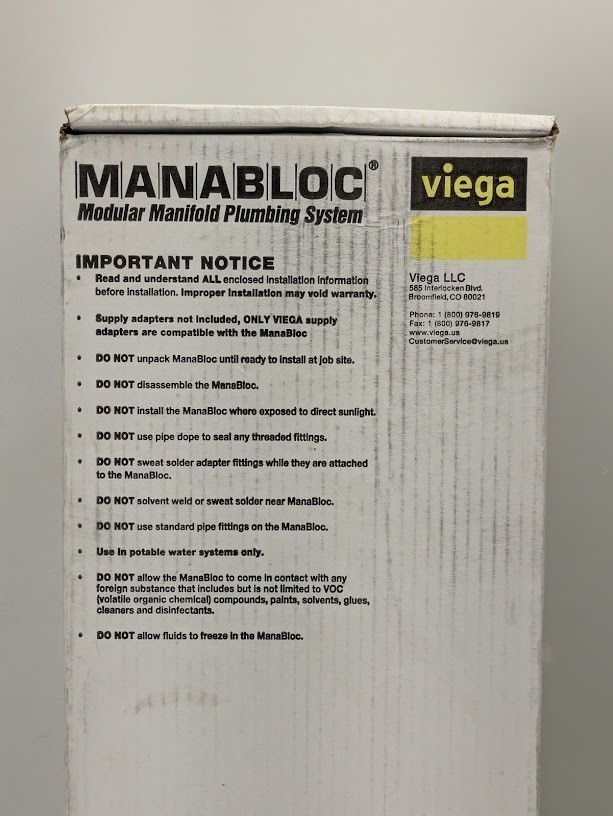 MANABLOC®
Modular Manifold Plumbing System
viega
IMPORTANT NOTICE
• Read and understand ALL enclosed installation information
before installation. Improper installation may void warranty.
• Supply adapters not included, ONLY VIEGA supply
adapters are compatible with the ManaBloc
• DO NOT unpack ManaBloc until ready to install at job site.
• DO NOT disassemble the ManaBloc.
• DO NOT install the ManaBloc where exposed to direct sunlight.
• DO NOT use pipe dope to seal any threaded fittings.
• DO NOT sweat solder adapter fittings while they are attached
to the ManaBloc.
• DO NOT solvent weld or sweat solder near ManaBloc.
• DO NOT use standard pipe fittings on the ManaBloc.
• Use in potable water systems only.
• DO NOT allow the ManaBloc to come in contact with any
foreign substance that includes but is not limited to VOC
(volatile organic chemical) compounds, paints, solvents, glues,
cleaners and disinfectants.
• DO NOT allow fluids to freeze in the ManaBloc.
Viega LLC
585 Interlocken Blvd.
Broomfield, CO 80021
Phone: 1 (800) 976-9819
Fax: 1 (800) 976-9817
www.viega.us
CustomerService@viega.us